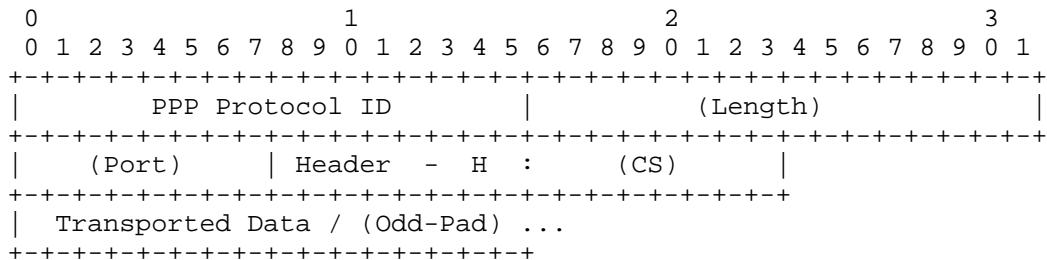 0                   1                   2                   3
 0 1 2 3 4 5 6 7 8 9 0 1 2 3 4 5 6 7 8 9 0 1 2 3 4 5 6 7 8 9 0 1
+-+-+-+-+-+-+-+-+-+-+-+-+-+-+-+-+-+-+-+-+-+-+-+-+-+-+-+-+-+-+-+-+
|        PPP Protocol ID        |          (Length)             |
+-+-+-+-+-+-+-+-+-+-+-+-+-+-+-+-+-+-+-+-+-+-+-+-+-+-+-+-+-+-+-+-+
|    (Port)     | Header  -  H  :     (CS)      |
+-+-+-+-+-+-+-+-+-+-+-+-+-+-+-+-+-+-+-+-+-+-+-+-+
|  Transported Data / (Odd-Pad) ...
+-+-+-+-+-+-+-+-+-+-+-+-+-+-+-+-+